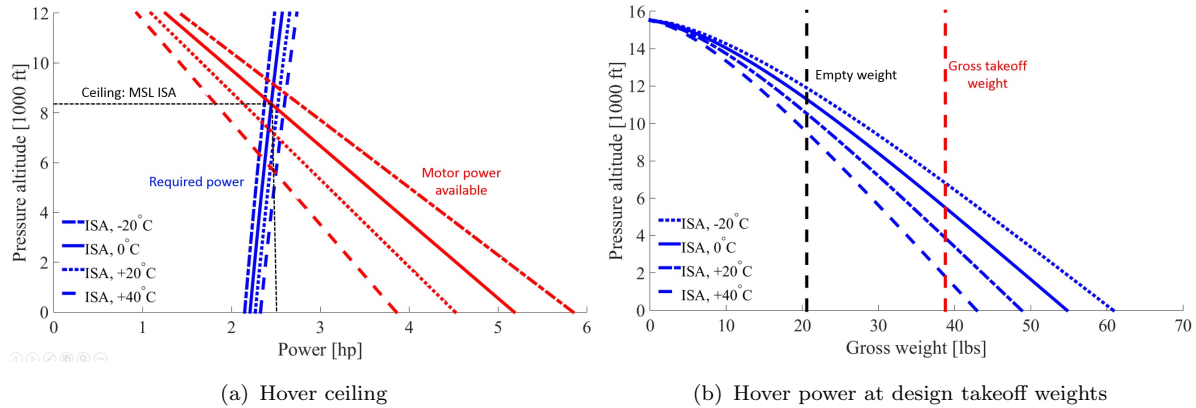 12
10
8
6
4
2
0
Pressure altitude [1000 ft]
Ceiling: MSL ISA
Required power
Motor power
available
ISA, -20°C
ISA, 0°C
ISA, +20°C
ISA, +40°C
0 1 2 3 4 5 6
Power [hp]
(a) Hover ceiling
16
14
12
10
8
6
4
2
0
Pressure altitude [1000 ft]
Empty weight
Gross takeoff
weight
ISA, -20°C
ISA, 0°C
ISA, +20°C
ISA, +40°C
0 10 20 30 40 50 60 70
Gross weight [lbs]
(b) Hover power at design takeoff weights